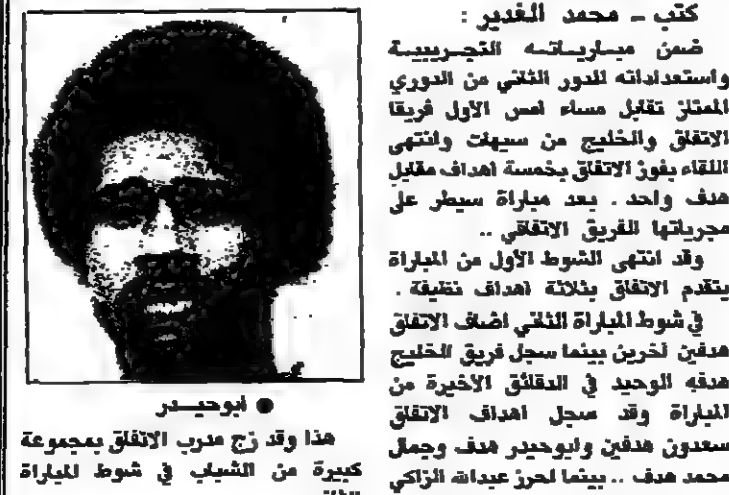 كتب - محمد الغدير :
ضمن مبارياته التجريبية
واستعداداته للدور الثاني من الدوري
الممتاز تقابل مساء امس الأول فريقا
الاتفاق والخليج من سيهات وانتهى
اللقاء بفوز الاتفاق بخمسة اهداف مقابل
هدف واحد . بعد مباراة سيطر على
مجرياتها الفريق الاتفاقي ..
وقد انتهى الشوط الأول من المباراة
بتقدم الاتفاق بثلاثة اهداف نظيفة .
في شوط المباراة الثاني اضاف الاتفاق
هدفين آخرين بينما سجل فريق الخليج
هدفه الوحيد في الدقائق الأخيرة من
المباراة وقد سجل اهداف الاتفاق
سعدون هدفين وابوحيدر هدف وجمال
محمد هدف .. بينما احرز عبدالله الزاكي
● ابوحيـدر
هذا وقد زج مدرب الاتفاق بمجموعة
كبيرة من الشباب في شوط المباراة